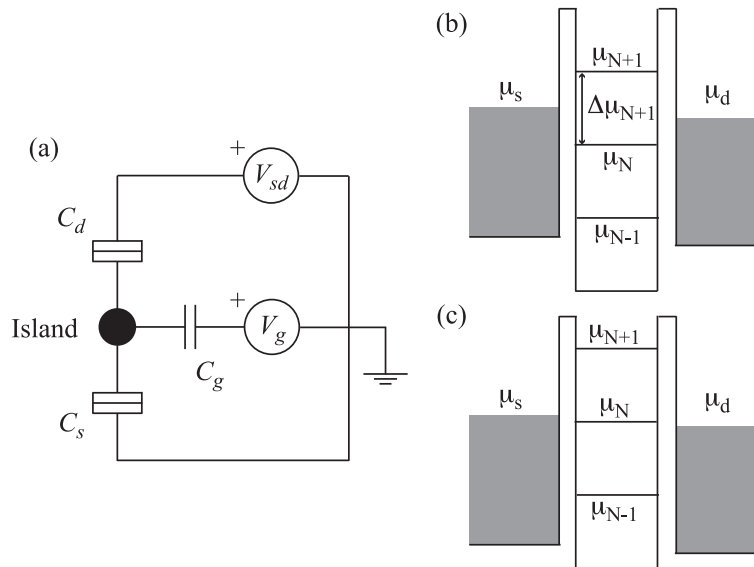 (a)
+
V_sd
C_d
Island
+
V_g
C_g
C_s
(b)
μ_N+1
μ_s
Δμ_N+1
μ_d
μ_N
μ_N-1
(c)
μ_N+1
μ_s
μ_N
μ_d
μ_N-1